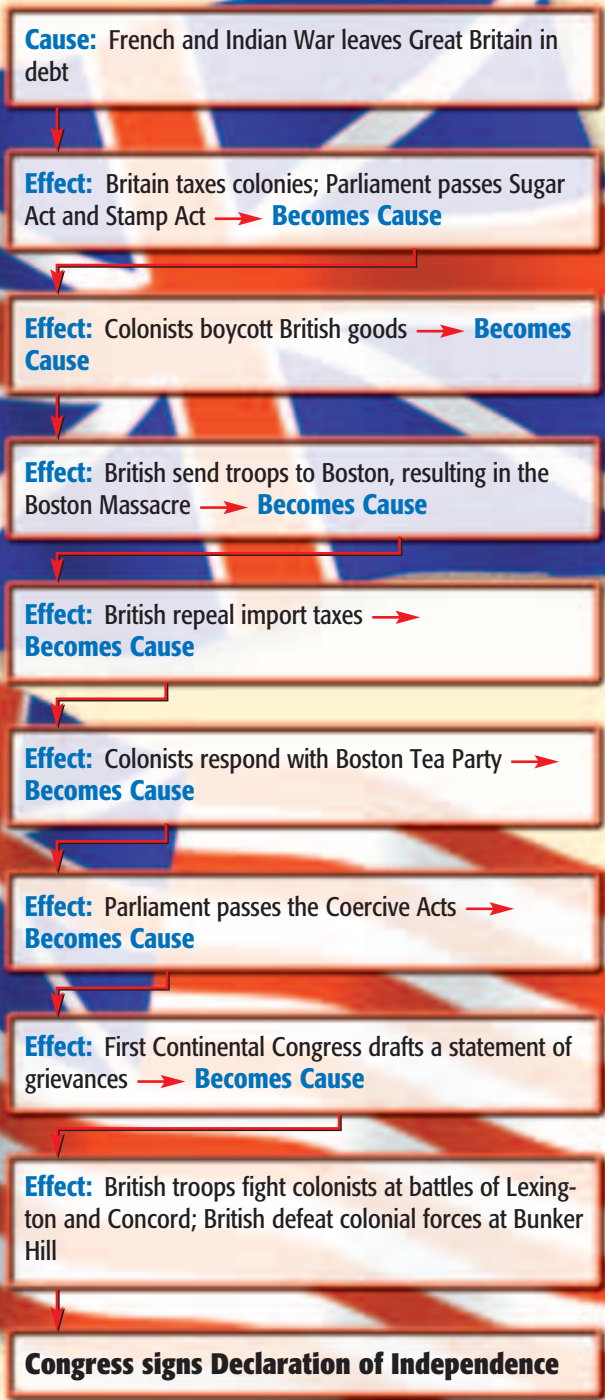 Cause: French and Indian War leaves Great Britain in
debt
Effect: Britain taxes colonies; Parliament passes Sugar
Act and Stamp Act → Becomes Cause
Effect: Colonists boycott British goods → Becomes
Cause
Effect: British send troops to Boston, resulting in the
Boston Massacre → Becomes Cause
Effect: British repeal import taxes →
Becomes Cause
Effect: Colonists respond with Boston Tea Party →
Becomes Cause
Effect: Parliament passes the Coercive Acts →
Becomes Cause
Effect: First Continental Congress drafts a statement of
grievances → Becomes Cause
Effect: British troops fight colonists at battles of Lexing-
ton and Concord; British defeat colonial forces at Bunker
Hill
Congress signs Declaration of Independence